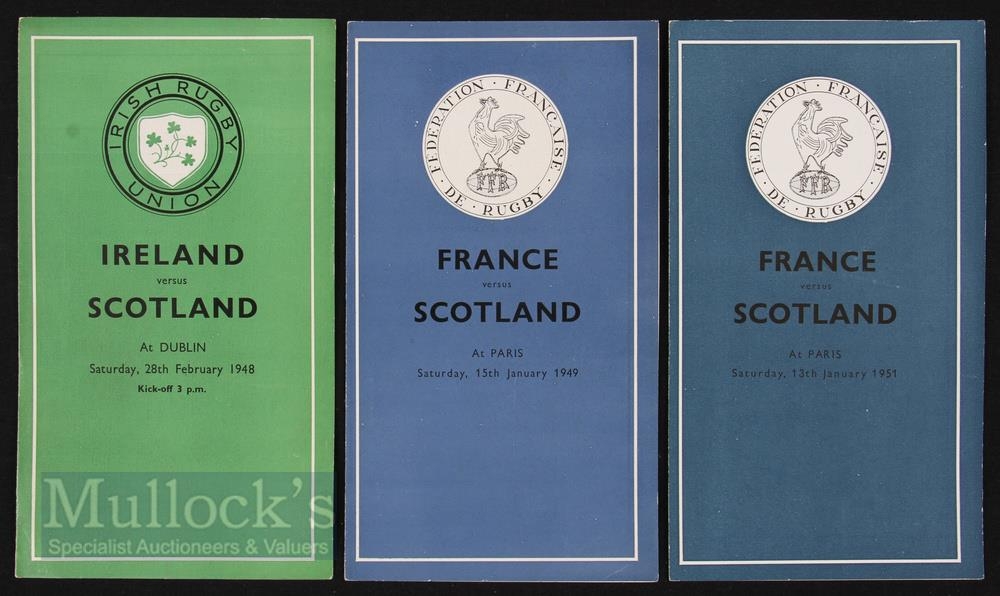 IRISH RUGBY UNION
IRELAND
versus
SCOTLAND
At DUBLIN
Saturday, 28th February 1948
Kick-off 3 p.m.
Mullock's
Specialist Auctioneers & Valuers
FEDERATION · FRANÇAISE · DE · RUGBY ·
FFR
FRANCE
versus
SCOTLAND
At PARIS
Saturday, 15th January 1949
FEDERATION · FRANÇAISE · DE · RUGBY ·
FFR
FRANCE
versus
SCOTLAND
At PARIS
Saturday, 13th January 1951